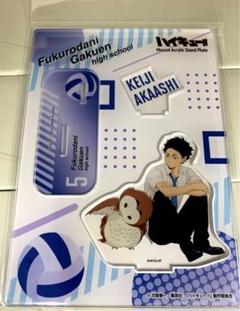 Fukurodani
Gakuen
high school
ハイキュー!!
Mascot Acrylic Stand Plate
KEIJI
AKAASHI
5
Fukurodani
Gakuen
high school